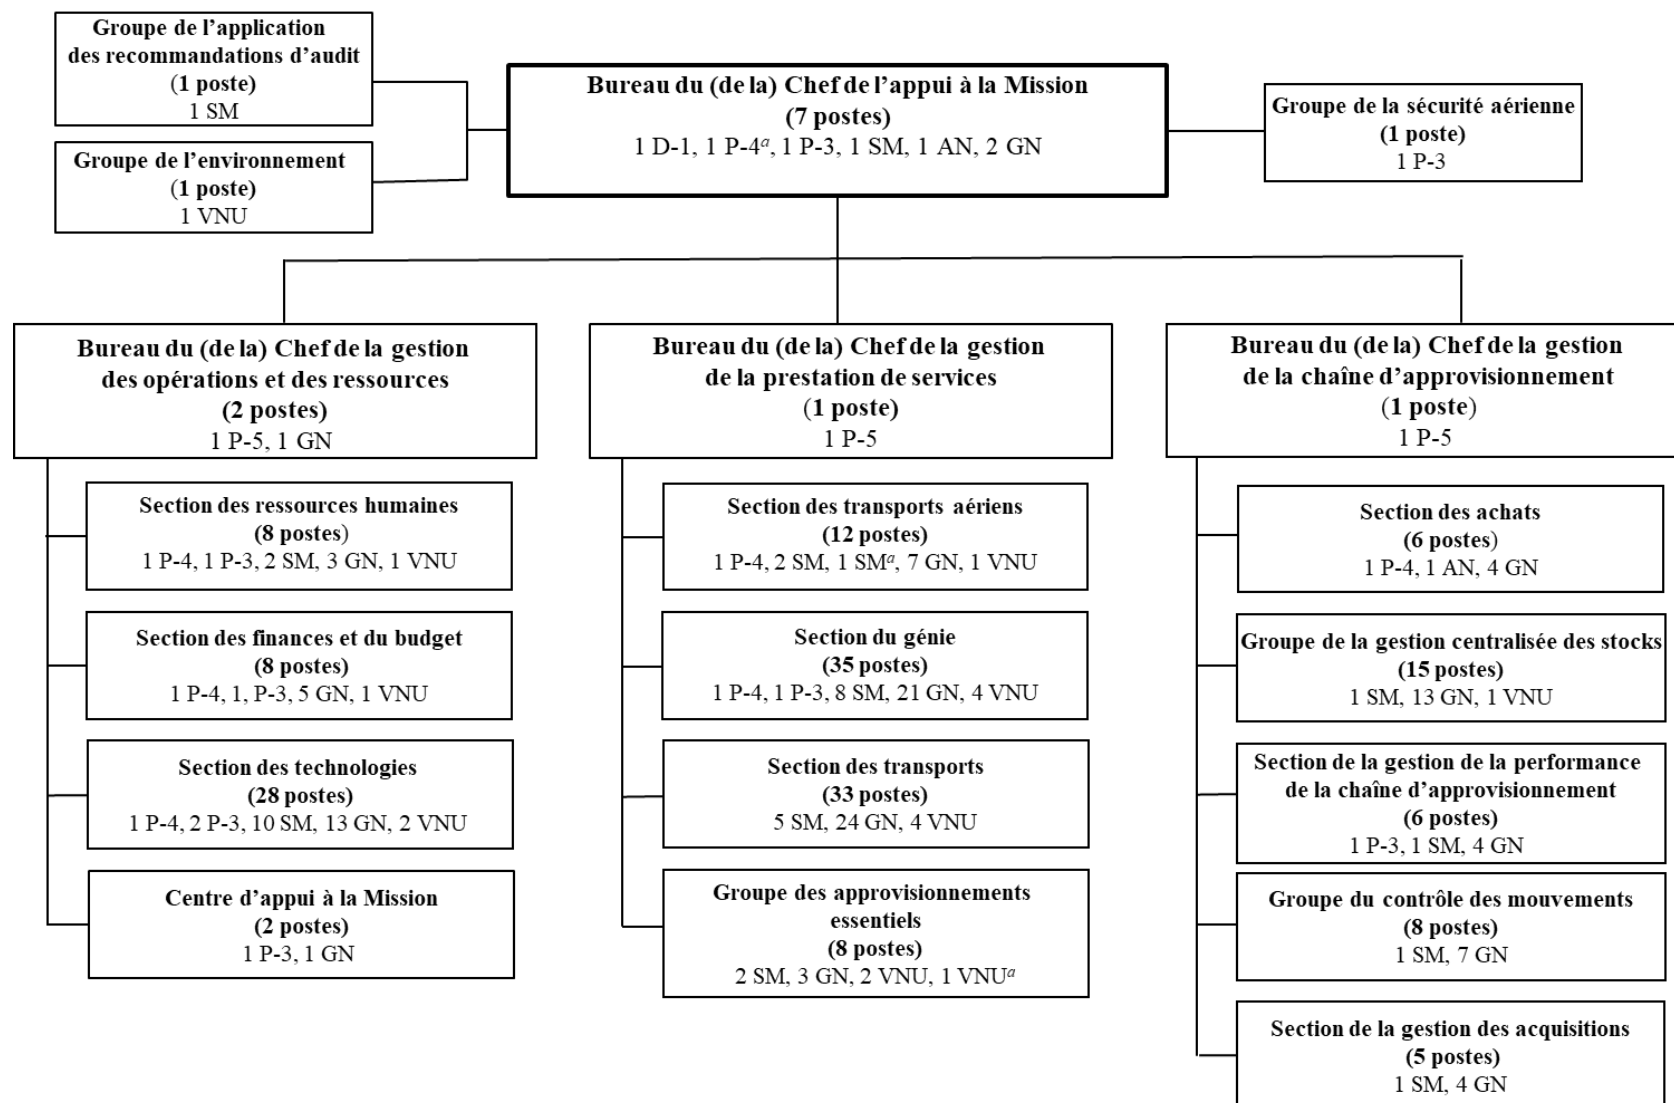 Groupe de l’application
des recommandations d’audit
(1 poste)
1 SM
Groupe de l’environnement
(1 poste)
1 VNU
Bureau du (de la) Chef de l’appui à la Mission
(7 postes)
1 D-1, 1 P-4a, 1 P-3, 1 SM, 1 AN, 2 GN
Groupe de la sécurité aérienne
(1 poste)
1 P-3
Bureau du (de la) Chef de la gestion
des opérations et des ressources
(2 postes)
1 P-5, 1 GN
Section des ressources humaines
(8 postes)
1 P-4, 1 P-3, 2 SM, 3 GN, 1 VNU
Section des finances et du budget
(8 postes)
1 P-4, 1, P-3, 5 GN, 1 VNU
Section des technologies
(28 postes)
1 P-4, 2 P-3, 10 SM, 13 GN, 2 VNU
Centre d’appui à la Mission
(2 postes)
1 P-3, 1 GN
Bureau du (de la) Chef de la gestion
de la prestation de services
(1 poste)
1 P-5
Section des transports aériens
(12 postes)
1 P-4, 2 SM, 1 SMa, 7 GN, 1 VNU
Section du génie
(35 postes)
1 P-4, 1 P-3, 8 SM, 21 GN, 4 VNU
Section des transports
(33 postes)
5 SM, 24 GN, 4 VNU
Groupe des approvisionnements
essentiels
(8 postes)
2 SM, 3 GN, 2 VNU, 1 VNUa
Bureau du (de la) Chef de la gestion
de la chaîne d’approvisionnement
(1 poste)
1 P-5
Section des achats
(6 postes)
1 P-4, 1 AN, 4 GN
Groupe de la gestion centralisée des stocks
(15 postes)
1 SM, 13 GN, 1 VNU
Section de la gestion de la performance
de la chaîne d’approvisionnement
(6 postes)
1 P-3, 1 SM, 4 GN
Groupe du contrôle des mouvements
(8 postes)
1 SM, 7 GN
Section de la gestion des acquisitions
(5 postes)
1 SM, 4 GN